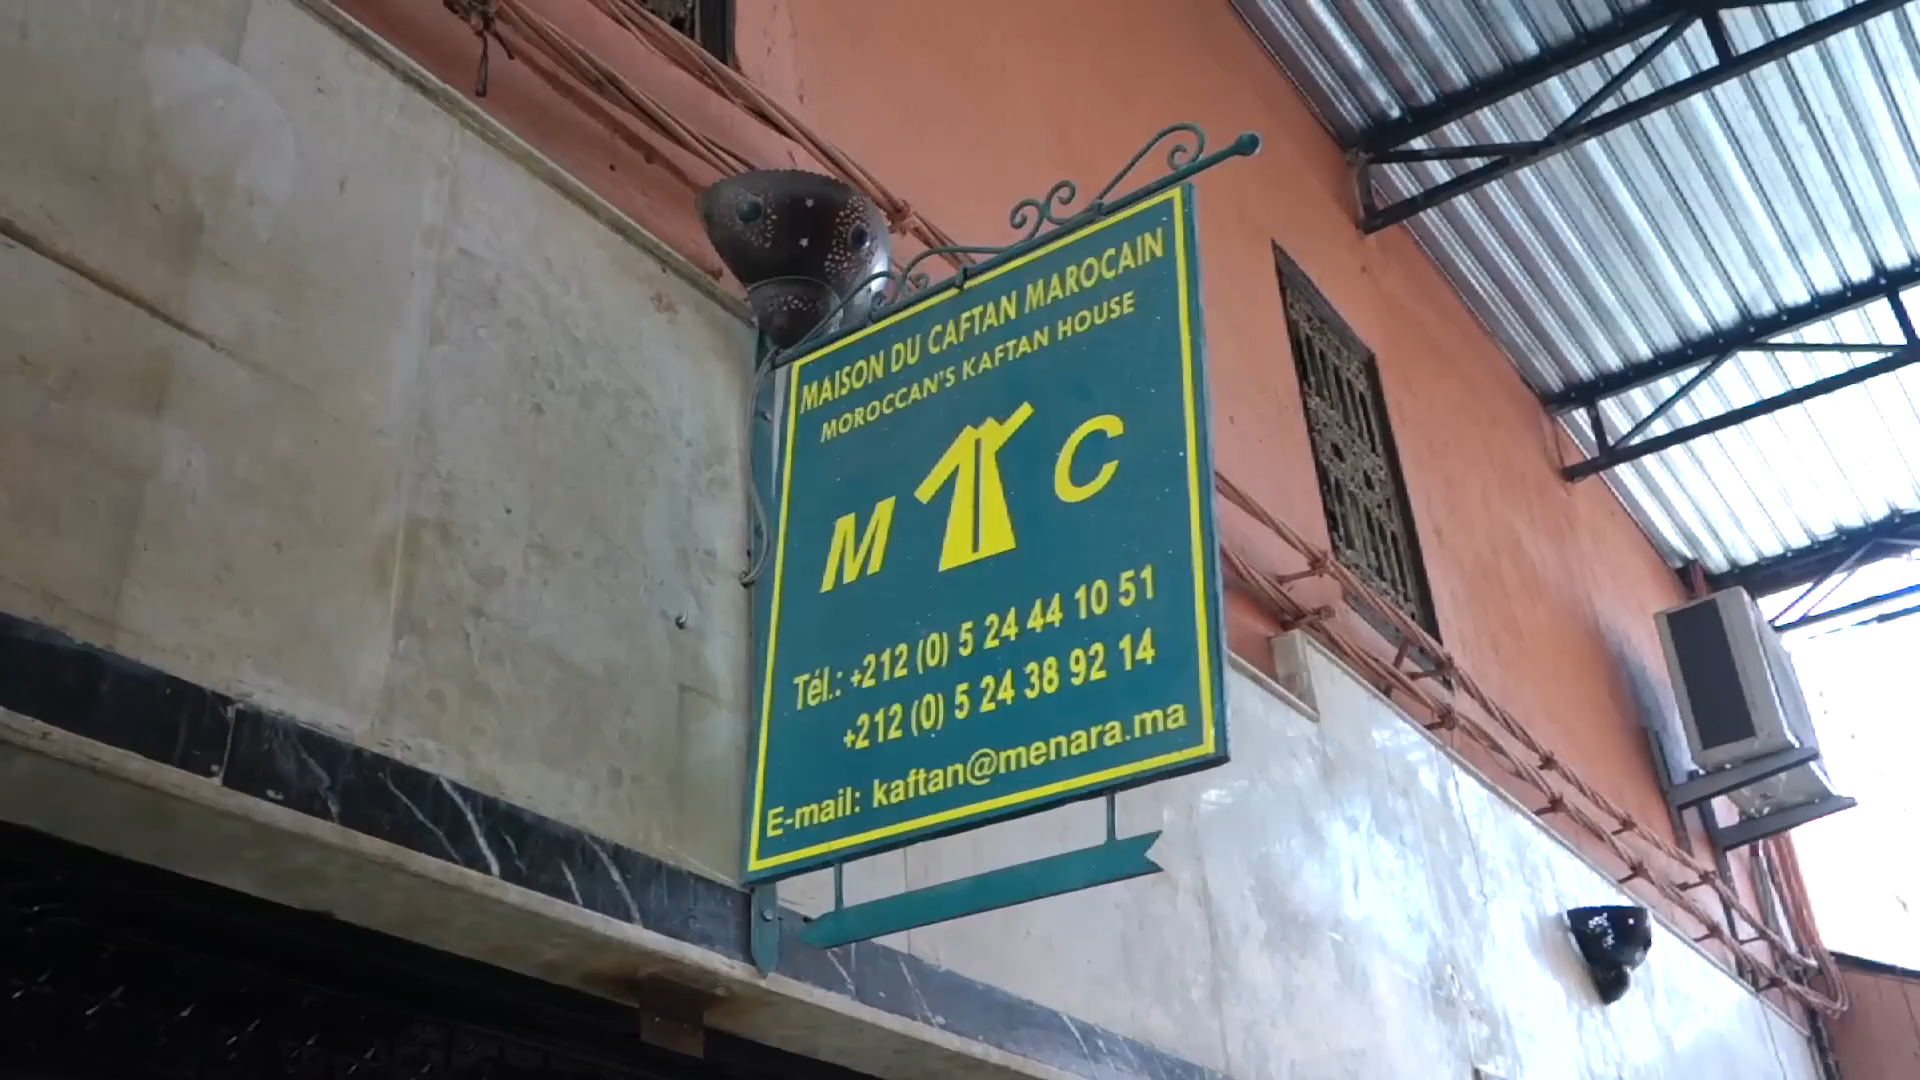 MAISON DU CAFTAN MAROCAIN
MOROCCAN'S KAFTAN HOUSE
M C
Tél.: +212 (0) 5 24 44 10 51
+212 (0) 5 24 38 92 14
E-mail: kaftan@menara.ma